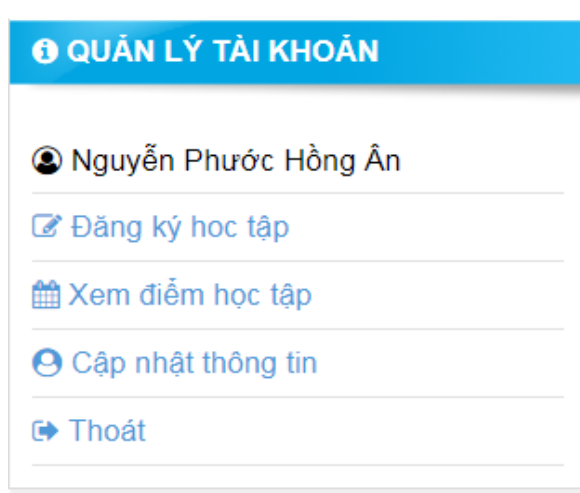 QUẢN LÝ TÀI KHOẢN
Nguyễn Phước Hồng Ân
Đăng ký hoc tập
Xem điểm học tập
Cập nhật thông tin
Thoát